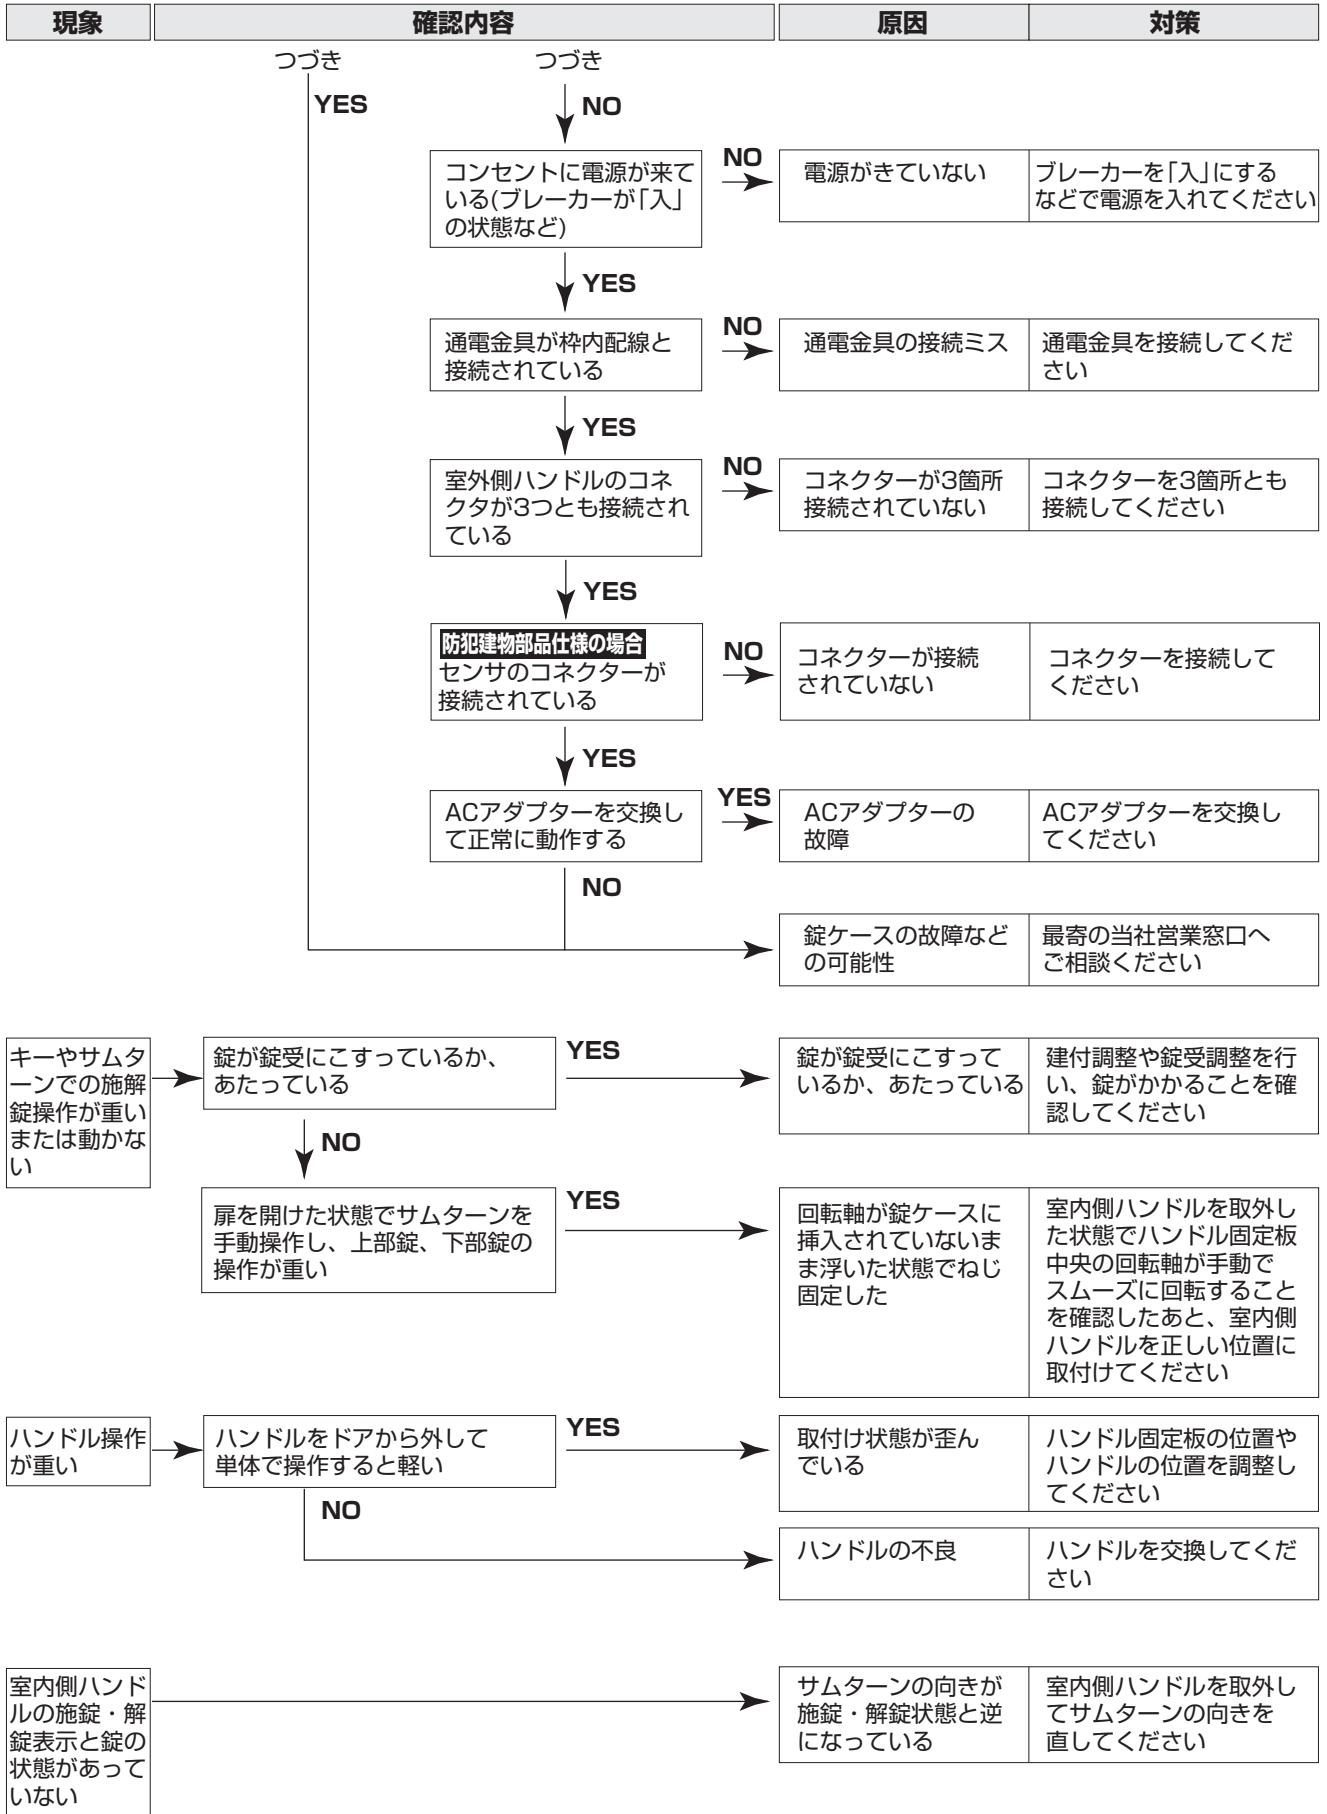 現象
確認内容
原因
対策
つづき
つづき
YES
NO
コンセントに電源が来て
いる(ブレーカーが「入」
の状態など)
NO
電源がきていない
ブレーカーを「入」にする
などで電源を入れてください
YES
通電金具が枠内配線と
接続されている
NO
通電金具の接続ミス
通電金具を接続してくだ
さい
YES
室外側ハンドルのコネ
クタが3つとも接続され
ている
NO
コネクターが3箇所
接続されていない
コネクターを3箇所とも
接続してください
YES
防犯建物部品仕様の場合
センサのコネクターが
接続されている
NO
コネクターが接続
されていない
コネクターを接続して
ください
YES
ACアダプターを交換し
て正常に動作する
YES
ACアダプターの
故障
ACアダプターを交換し
てください
NO
錠ケースの故障など
の可能性
最寄の当社営業窓口へ
ご相談ください
キーやサムタ
ーンでの施解
錠操作が重い
または動かな
い
錠が錠受にこすっているか、
あたっている
YES
錠が錠受にこすって
いるか、あたっている
建付調整や錠受調整を行
い、錠がかかることを確
認してください
NO
扉を開けた状態でサムターンを
手動操作し、上部錠、下部錠の
操作が重い
YES
回転軸が錠ケースに
挿入されていないま
ま浮いた状態でねじ
固定した
室内側ハンドルを取外し
た状態でハンドル固定板
中央の回転軸が手動で
スムーズに回転すること
を確認したあと、室内側
ハンドルを正しい位置に
取付けてください
ハンドル操作
が重い
ハンドルをドアから外して
単体で操作すると軽い
YES
取付け状態が歪ん
でいる
ハンドル固定板の位置や
ハンドルの位置を調整し
てください
NO
ハンドルの不良
ハンドルを交換してくだ
さい
室内側ハンド
ルの施錠・解
錠表示と錠の
状態があって
いない
サムターンの向きが
施錠・解錠状態と逆
になっている
室内側ハンドルを取外し
てサムターンの向きを
直してください